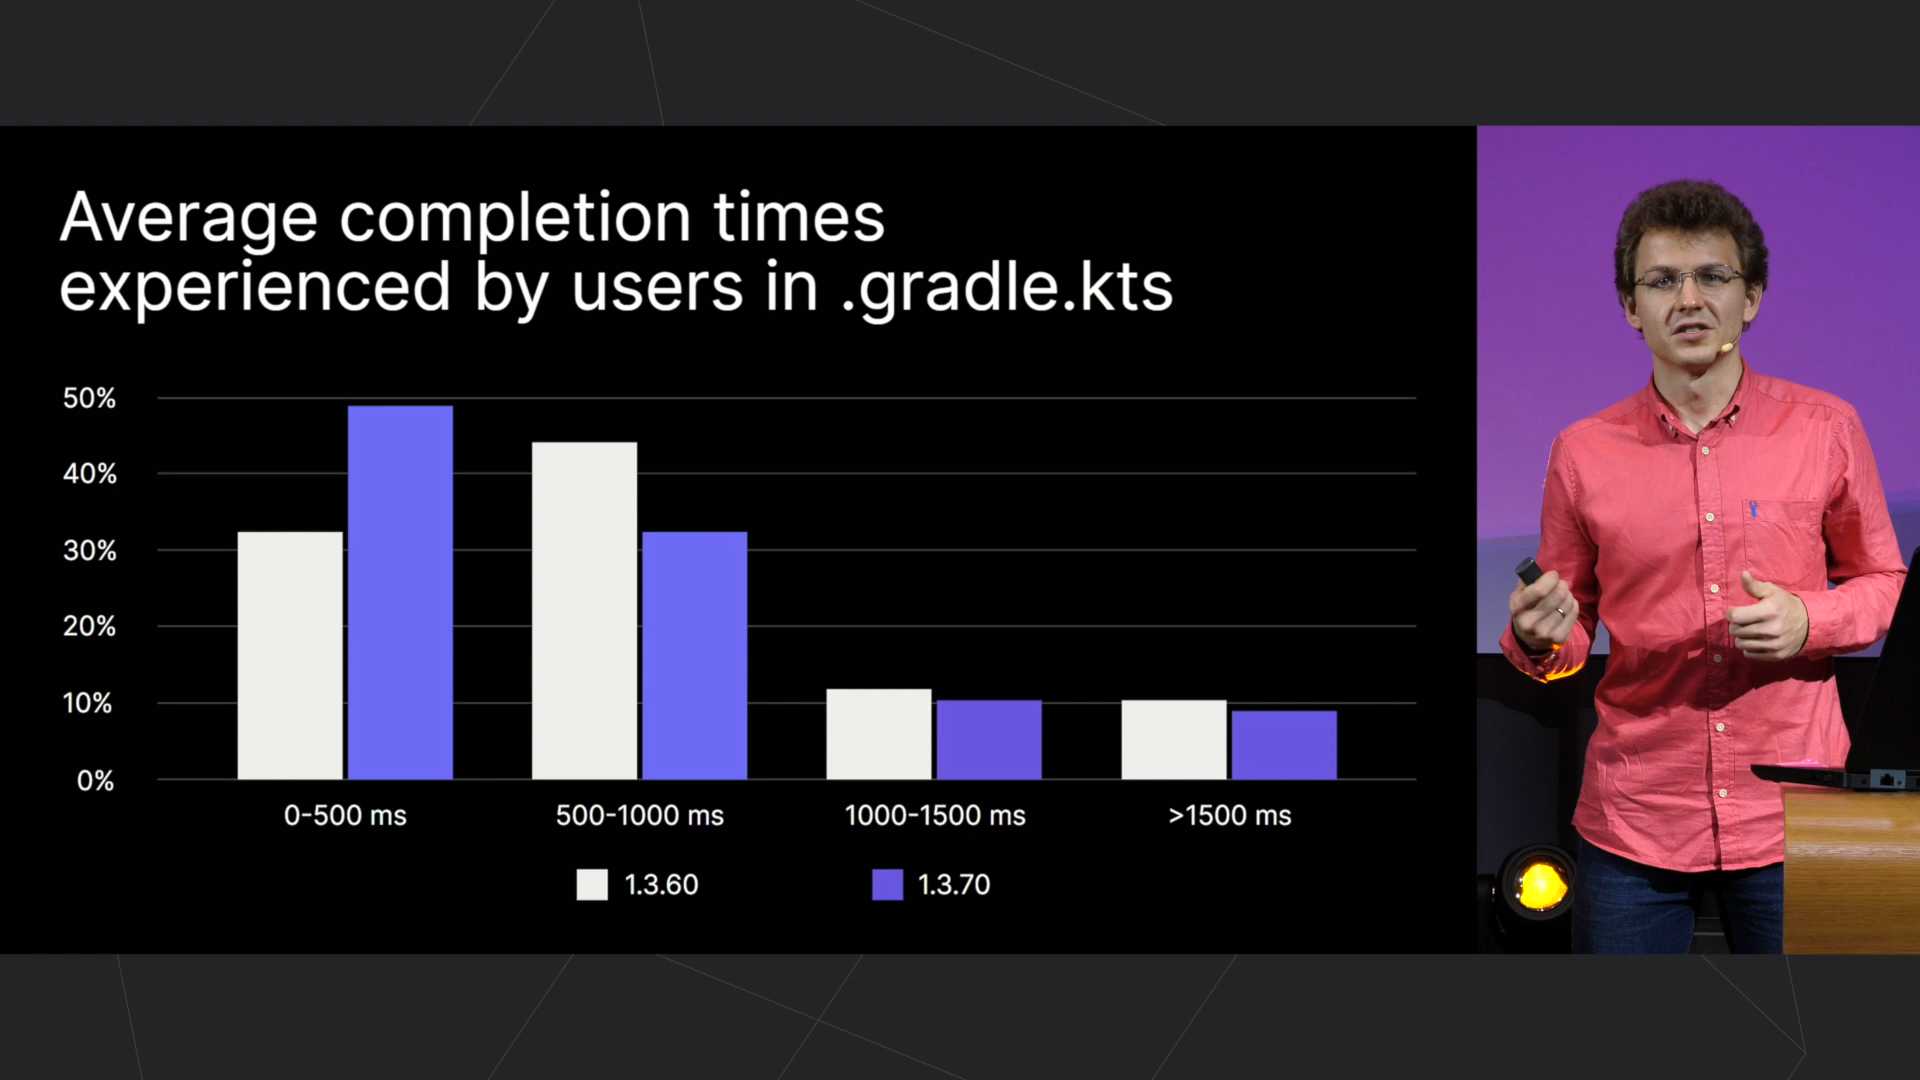 Average completion times
experienced by users in .gradle.kts
50%
40%
30%
20%
10%
0%
0-500 ms
500-1000 ms
1000-1500 ms
>1500 ms
1.3.60
1.3.70